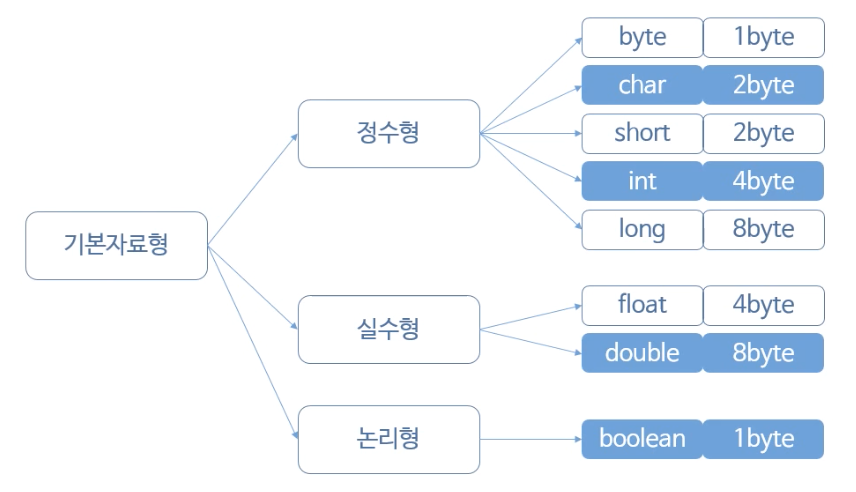 기본자료형
정수형
byte 1byte
char 2byte
short 2byte
int 4byte
long 8byte
실수형
float 4byte
double 8byte
논리형
boolean 1byte